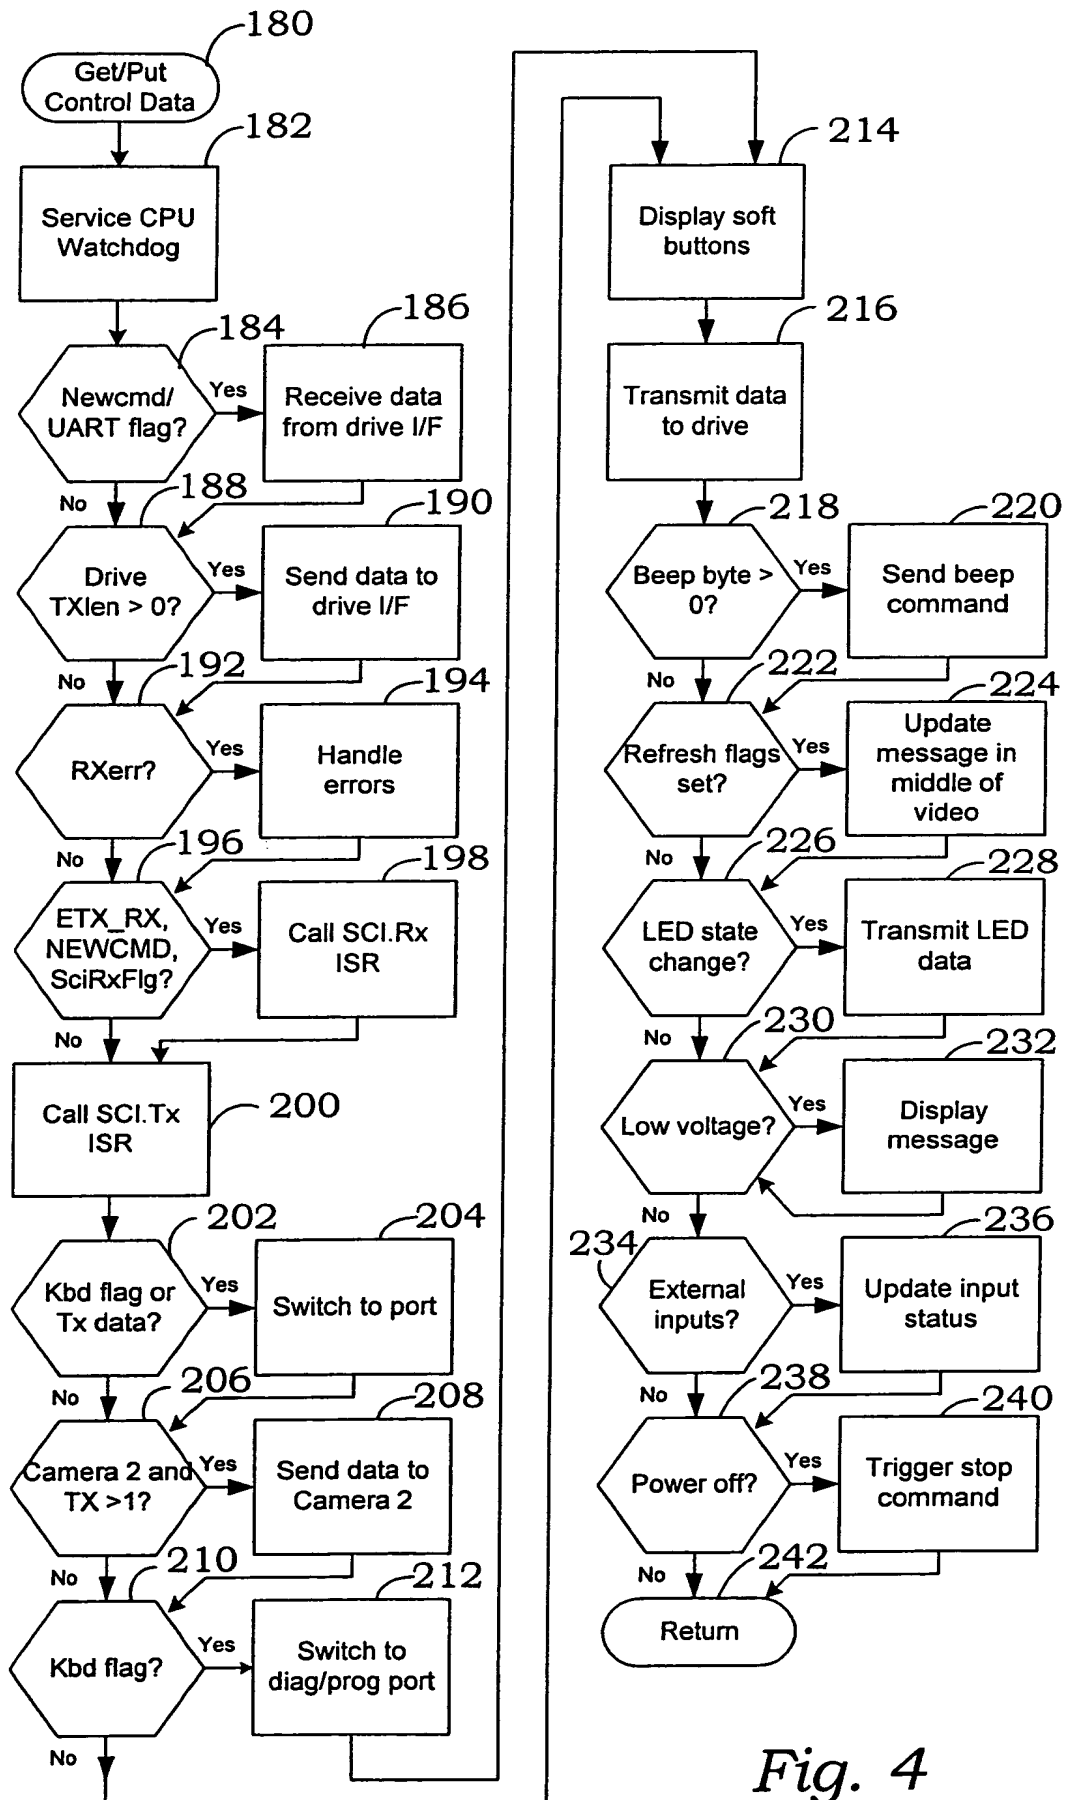 180
Get/Put
Control Data
182
Service CPU
Watchdog
184
Newcmd/
UART flag?
Yes
No
186
Receive data
from drive I/F
188
Drive
TXlen > 0?
Yes
No
190
Send data to
drive I/F
192
RXerr?
Yes
No
194
Handle
errors
196
ETX_RX,
NEWCMD,
SciRxFlg?
Yes
No
198
Call SCI.Rx
ISR
200
Call SCI.Tx
ISR
202
Kbd flag or
Tx data?
Yes
No
204
Switch to port
206
Camera 2 and
TX >1?
Yes
No
208
Send data to
Camera 2
210
Kbd flag?
Yes
No
212
Switch to
diag/prog port
214
Display soft
buttons
216
Transmit data
to drive
218
Beep byte >
0?
Yes
No
220
Send beep
command
222
Refresh flags
set?
Yes
No
224
Update
message in
middle of
video
226
LED state
change?
Yes
No
228
Transmit LED
data
230
Low voltage?
Yes
No
232
Display
message
234
External
inputs?
Yes
No
236
Update input
status
238
Power off?
Yes
No
240
Trigger stop
command
242
Return
Fig. 4